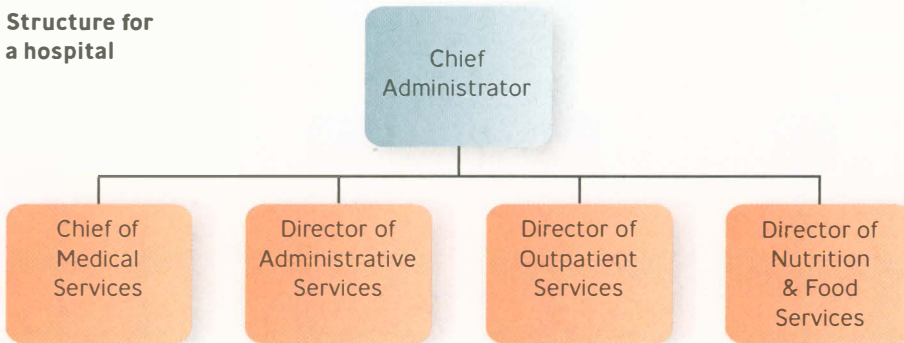 Structure for
a hospital
Chief
Administrator
Chief of
Medical
Services
Director of
Administrative
Services
Director of
Outpatient
Services
Director of
Nutrition
& Food
Services